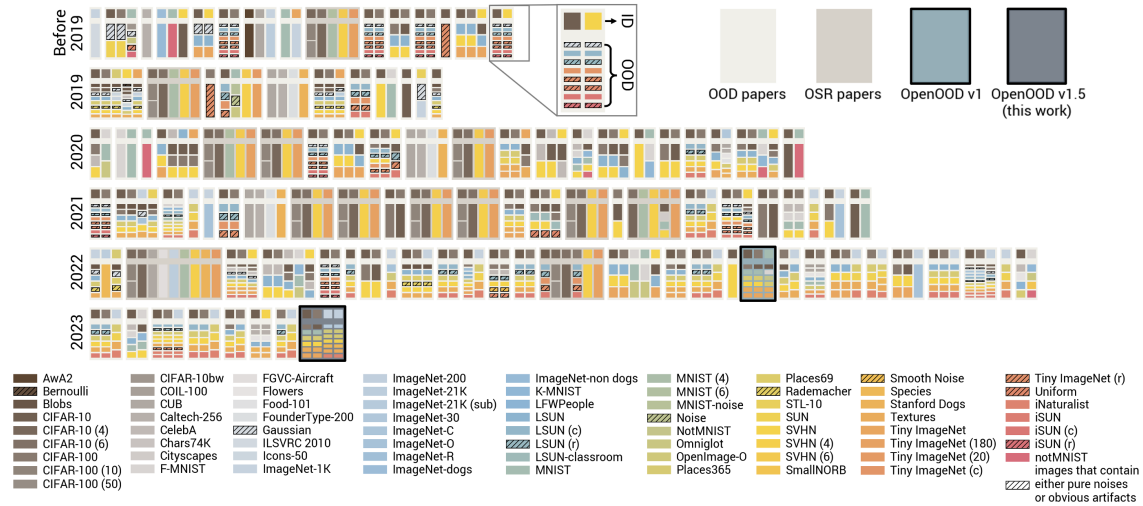 Before
2019
2019
2020
2021
2022
2023
ID
OOD
OOD papers
OSR papers
OpenOOD v1
OpenOOD v1.5
(this work)
AwA2
Bernoulli
Blobs
CIFAR-10
CIFAR-10 (4)
CIFAR-10 (6)
CIFAR-100
CIFAR-100 (10)
CIFAR-100 (50)
CIFAR-10bw
COIL-100
CUB
Caltech-256
CelebA
Chars74K
Cityscapes
F-MNIST
FGVC-Aircraft
Flowers
Food-101
FounderType-200
Gaussian
ILSVRC 2010
Icons-50
ImageNet-1K
ImageNet-200
ImageNet-21K
ImageNet-21K (sub)
ImageNet-30
ImageNet-C
ImageNet-O
ImageNet-R
ImageNet-dogs
ImageNet-non dogs
K-MNIST
LFWPeople
LSUN
LSUN (c)
LSUN (r)
LSUN-classroom
MNIST
MNIST (4)
MNIST (6)
MNIST-noise
Noise
NotMNIST
Omniglot
OpenImage-O
Places365
Places69
Rademacher
STL-10
SUN
SVHN
SVHN (4)
SVHN (6)
SmallNORB
Smooth Noise
Species
Stanford Dogs
Textures
Tiny ImageNet
Tiny ImageNet (180)
Tiny ImageNet (20)
Tiny ImageNet (c)
Tiny ImageNet (r)
Uniform
iNaturalist
iSUN
iSUN (c)
iSUN (r)
notMNIST
images that contain
either pure noises
or obvious artifacts